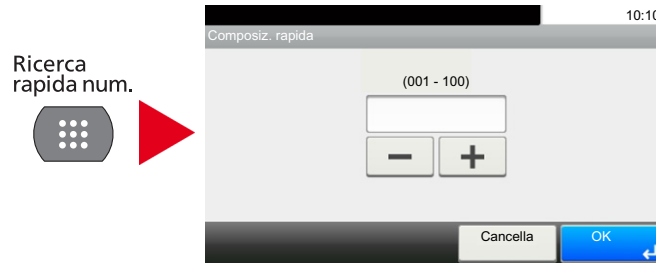 10:10
Composiz. rapida
Ricerca
rapida num.
(001 - 100)
Cancella
OK